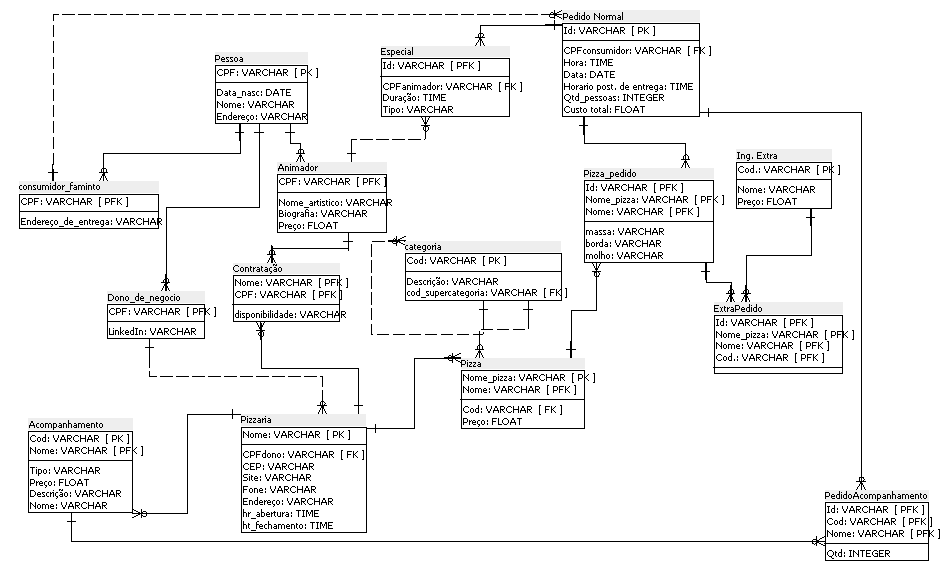 Pedido Normal
Id: VARCHAR [ PK ]
CPFconsumidor: VARCHAR [ FK ]
Hora: TIME
Data: DATE
Horario post. de entrega: TIME
Qtd_pessoas: INTEGER
Custo total: FLOAT
Especial
Id: VARCHAR [ PFK ]
CPFanimador: VARCHAR [ FK ]
Duração: TIME
Tipo: VARCHAR
Pessoa
CPF: VARCHAR [ PK ]
Data_nasc: DATE
Nome: VARCHAR
Endereço: VARCHAR
consumidor_faminto
CPF: VARCHAR [ PFK ]
Endereço_de_entrega: VARCHAR
Animador
CPF: VARCHAR [ PFK ]
Nome_artistico: VARCHAR
Biografia: VARCHAR
Preço: FLOAT
Pizza_pedido
Id: VARCHAR [ PFK ]
Nome_pizza: VARCHAR [ PFK ]
Nome: VARCHAR [ PFK ]
massa: VARCHAR
borda: VARCHAR
molho: VARCHAR
Ing. Extra
Cod.: VARCHAR [ PK ]
Nome: VARCHAR
Preço: FLOAT
categoria
Cod: VARCHAR [ PK ]
Descrição: VARCHAR
cod_supercategoria: VARCHAR [ FK ]
Contratação
Nome: VARCHAR [ PFK ]
CPF: VARCHAR [ PFK ]
disponibilidade: VARCHAR
Dono_de_negocio
CPF: VARCHAR [ PFK ]
LinkedIn: VARCHAR
ExtraPedido
Id: VARCHAR [ PFK ]
Nome_pizza: VARCHAR [ PFK ]
Nome: VARCHAR [ PFK ]
Cod.: VARCHAR [ PFK ]
Pizza
Nome_pizza: VARCHAR [ PK ]
Nome: VARCHAR [ PFK ]
Cod: VARCHAR [ FK ]
Preço: FLOAT
Pizzaria
Nome: VARCHAR [ PK ]
CPFdono: VARCHAR [ FK ]
CEP: VARCHAR
Site: VARCHAR
Fone: VARCHAR
Endereço: VARCHAR
hr_abertura: TIME
ht_fechamento: TIME
Acompanhamento
Cod: VARCHAR [ PK ]
Nome: VARCHAR [ PFK ]
Tipo: VARCHAR
Preço: FLOAT
Descrição: VARCHAR
Nome: VARCHAR
PedidoAcompanhamento
Id: VARCHAR [ PFK ]
Cod: VARCHAR [ PFK ]
Nome: VARCHAR [ PFK ]
Qtd: INTEGER